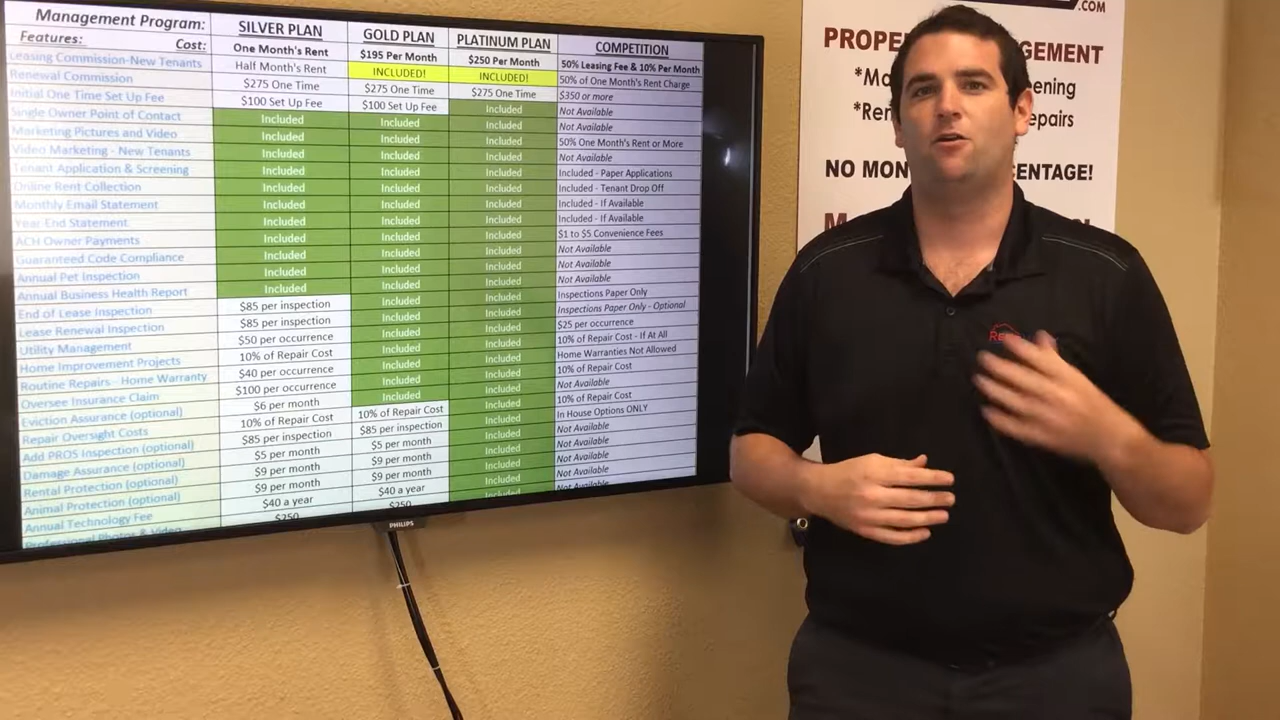 Management Program: SILVER PLAN GOLD PLAN PLATINUM PLAN COMPETITION
Features: Cost: One Month's Rent $195 Per Month $250 Per Month 50% Leasing Fee & 10% Per Month
Leasing Commission-New Tenants Half Month's Rent INCLUDED! INCLUDED! 50% of One Month's Rent Charge
Renewal Commission $275 One Time $275 One Time $275 One Time $350 or more
Initial One Time Set Up Fee $100 Set Up Fee $100 Set Up Fee Included Not Available
Single Owner Point of Contact Included Included Included Not Available
Marketing Pictures and Video Included Included Included 50% One Month's Rent or More
Video Marketing - New Tenants Included Included Included Not Available
Tenant Application & Screening Included Included Included Included - Paper Applications
Online Rent Collection Included Included Included Included - Tenant Drop Off
Monthly Email Statement Included Included Included Included - If Available
Year End Statement Included Included Included Included - If Available
ACH Owner Payments Included Included Included $1 to $5 Convenience Fees
Guaranteed Code Compliance Included Included Included Not Available
Annual Pet Inspection Included Included Included Not Available
Annual Business Health Report Included Included Included Not Available
End of Lease Inspection $85 per inspection Included Included Inspections Paper Only
Lease Renewal Inspection $85 per inspection Included Included Inspections Paper Only - Optional
Utility Management $50 per occurrence Included Included $25 per occurrence
Home Improvement Projects 10% of Repair Cost Included Included 10% of Repair Cost - If At All
Routine Repairs - Home Warranty $40 per occurrence Included Included Home Warranties Not Allowed
Oversee Insurance Claim $100 per occurrence Included Included 10% of Repair Cost
Eviction Assurance (optional) $6 per month Included Included Not Available
Repair Oversight Costs 10% of Repair Cost 10% of Repair Cost Included 10% of Repair Cost
Add PROS Inspection (optional) $85 per inspection $85 per inspection Included In House Options ONLY
Damage Assurance (optional) $5 per month $5 per month Included Not Available
Rental Protection (optional) $9 per month $9 per month Included Not Available
Animal Protection (optional) $9 per month $9 per month Included Not Available
Annual Technology Fee $40 a year $40 a year Included Not Available
Professional Photos & Video $250 $250 Included Not Available
PHILIPS
.COM
PROPE GEMENT
*Ma ening
*Ren epairs
NO MON CENTAGE!